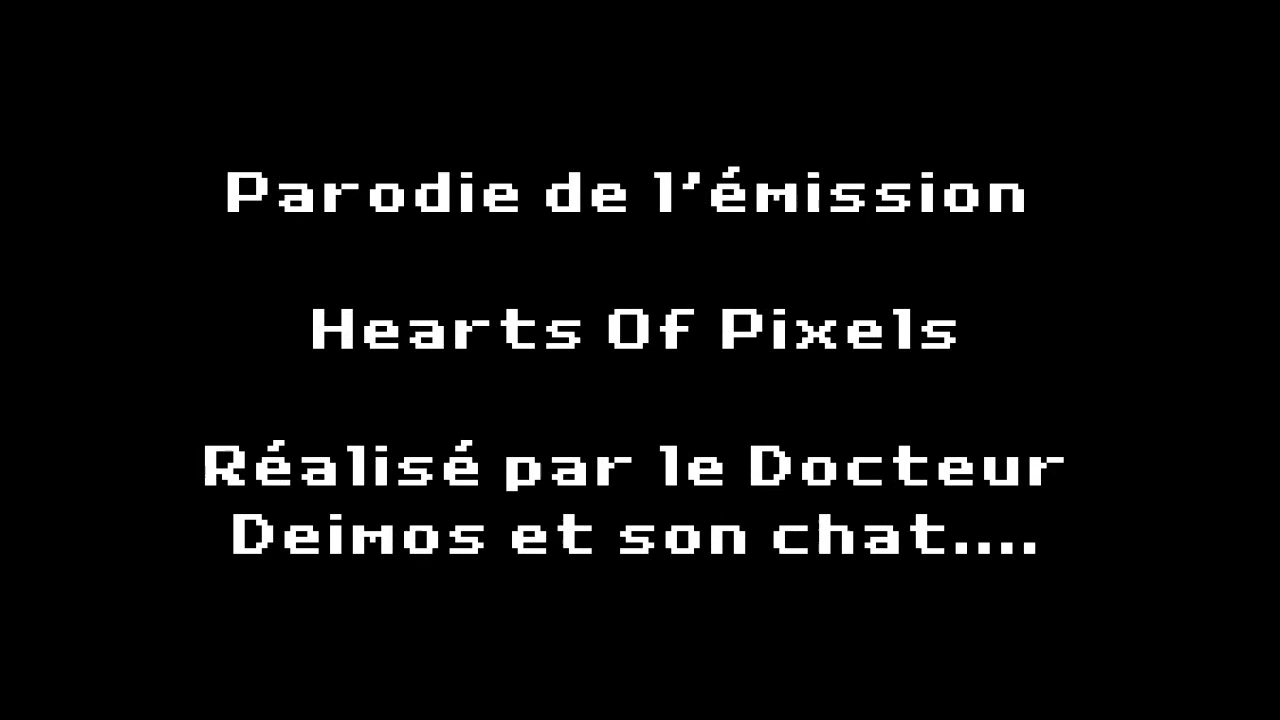 Parodie de l'émission
Hearts Of Pixels
Réalisé par le Docteur
Deimos et son chat....